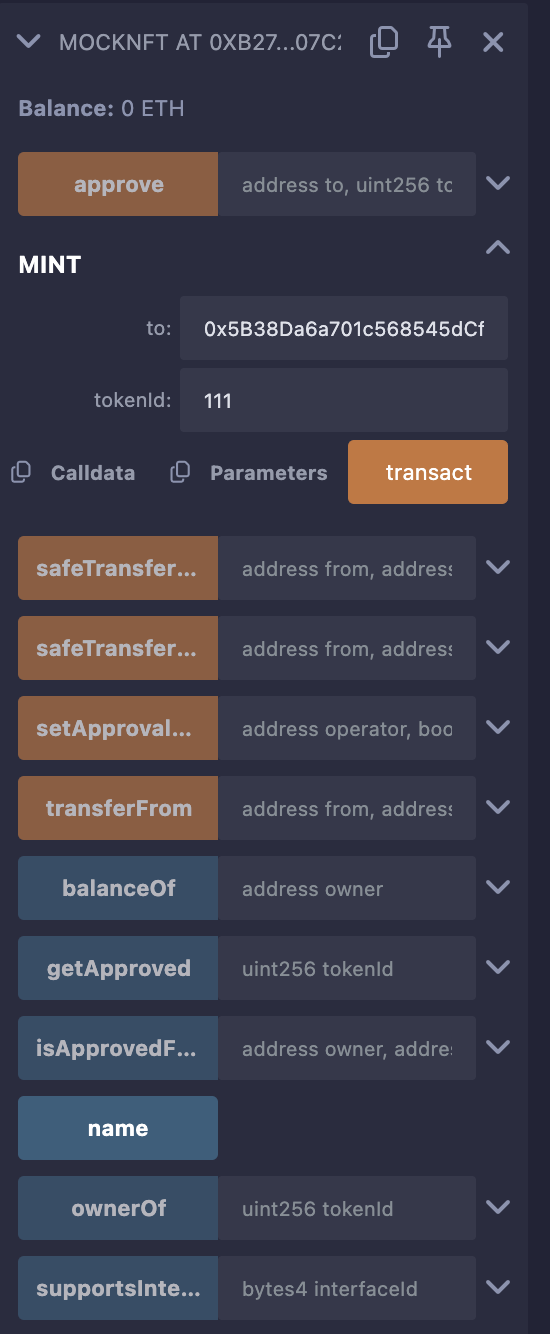 MOCKNFT AT 0XB27...07C2
Balance: 0 ETH
approve address to, uint256 to
MINT
to: 0x5B38Da6a701c568545dCf
tokenId: 111
Calldata Parameters transact
safeTransfer... address from, address
safeTransfer... address from, address
setApproval... address operator, boo
transferFrom address from, address
balanceOf address owner
getApproved uint256 tokenId
isApprovedF... address owner, addre
name
ownerOf uint256 tokenId
supportsInte... bytes4 interfaceId